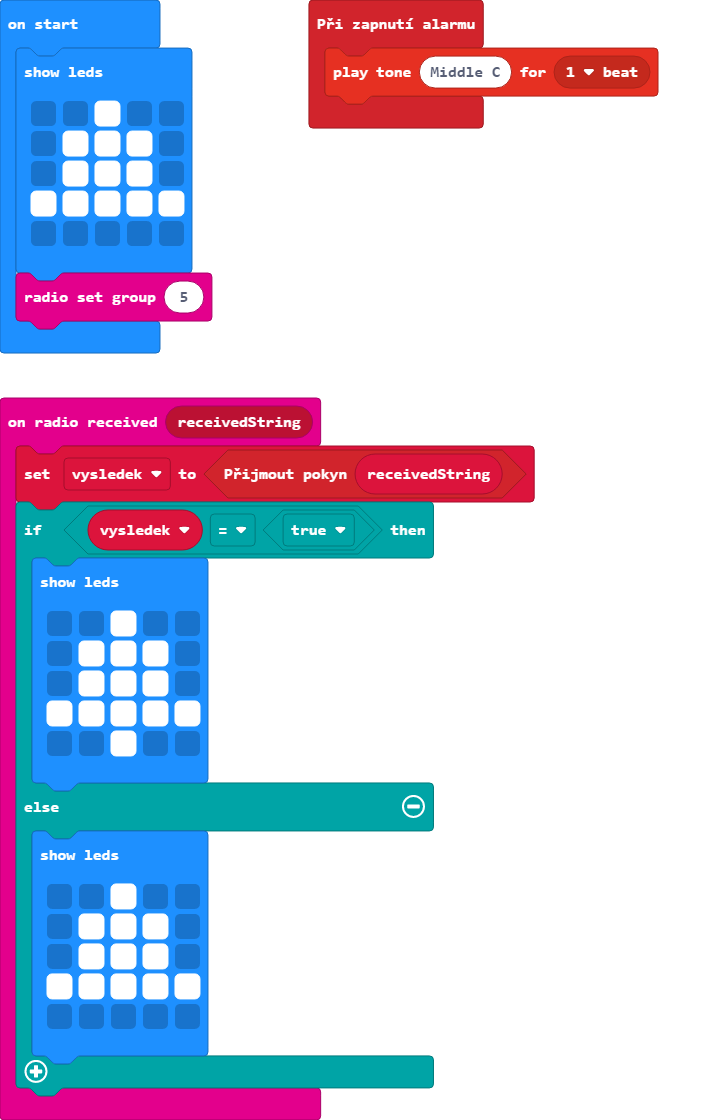 on start
show leds
radio set group 5
Při zapnutí alarmu
play tone Middle C for 1 beat
on radio received receivedString
set vysledek to Přijmout pokyn receivedString
if vysledek = true then
show leds
else
show leds